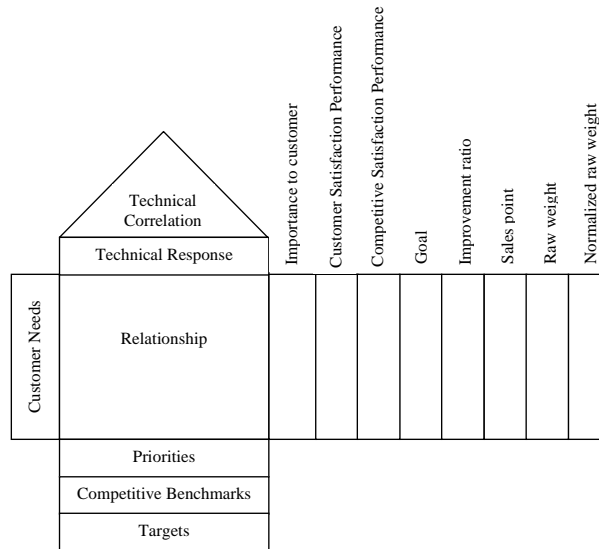 Importance to customer
Customer Satisfaction Performance
Competitive Satisfaction Performance
Goal
Improvement ratio
Sales point
Raw weight
Normalized raw weight
Technical
Correlation
Technical Response
Customer Needs
Relationship
Priorities
Competitive Benchmarks
Targets